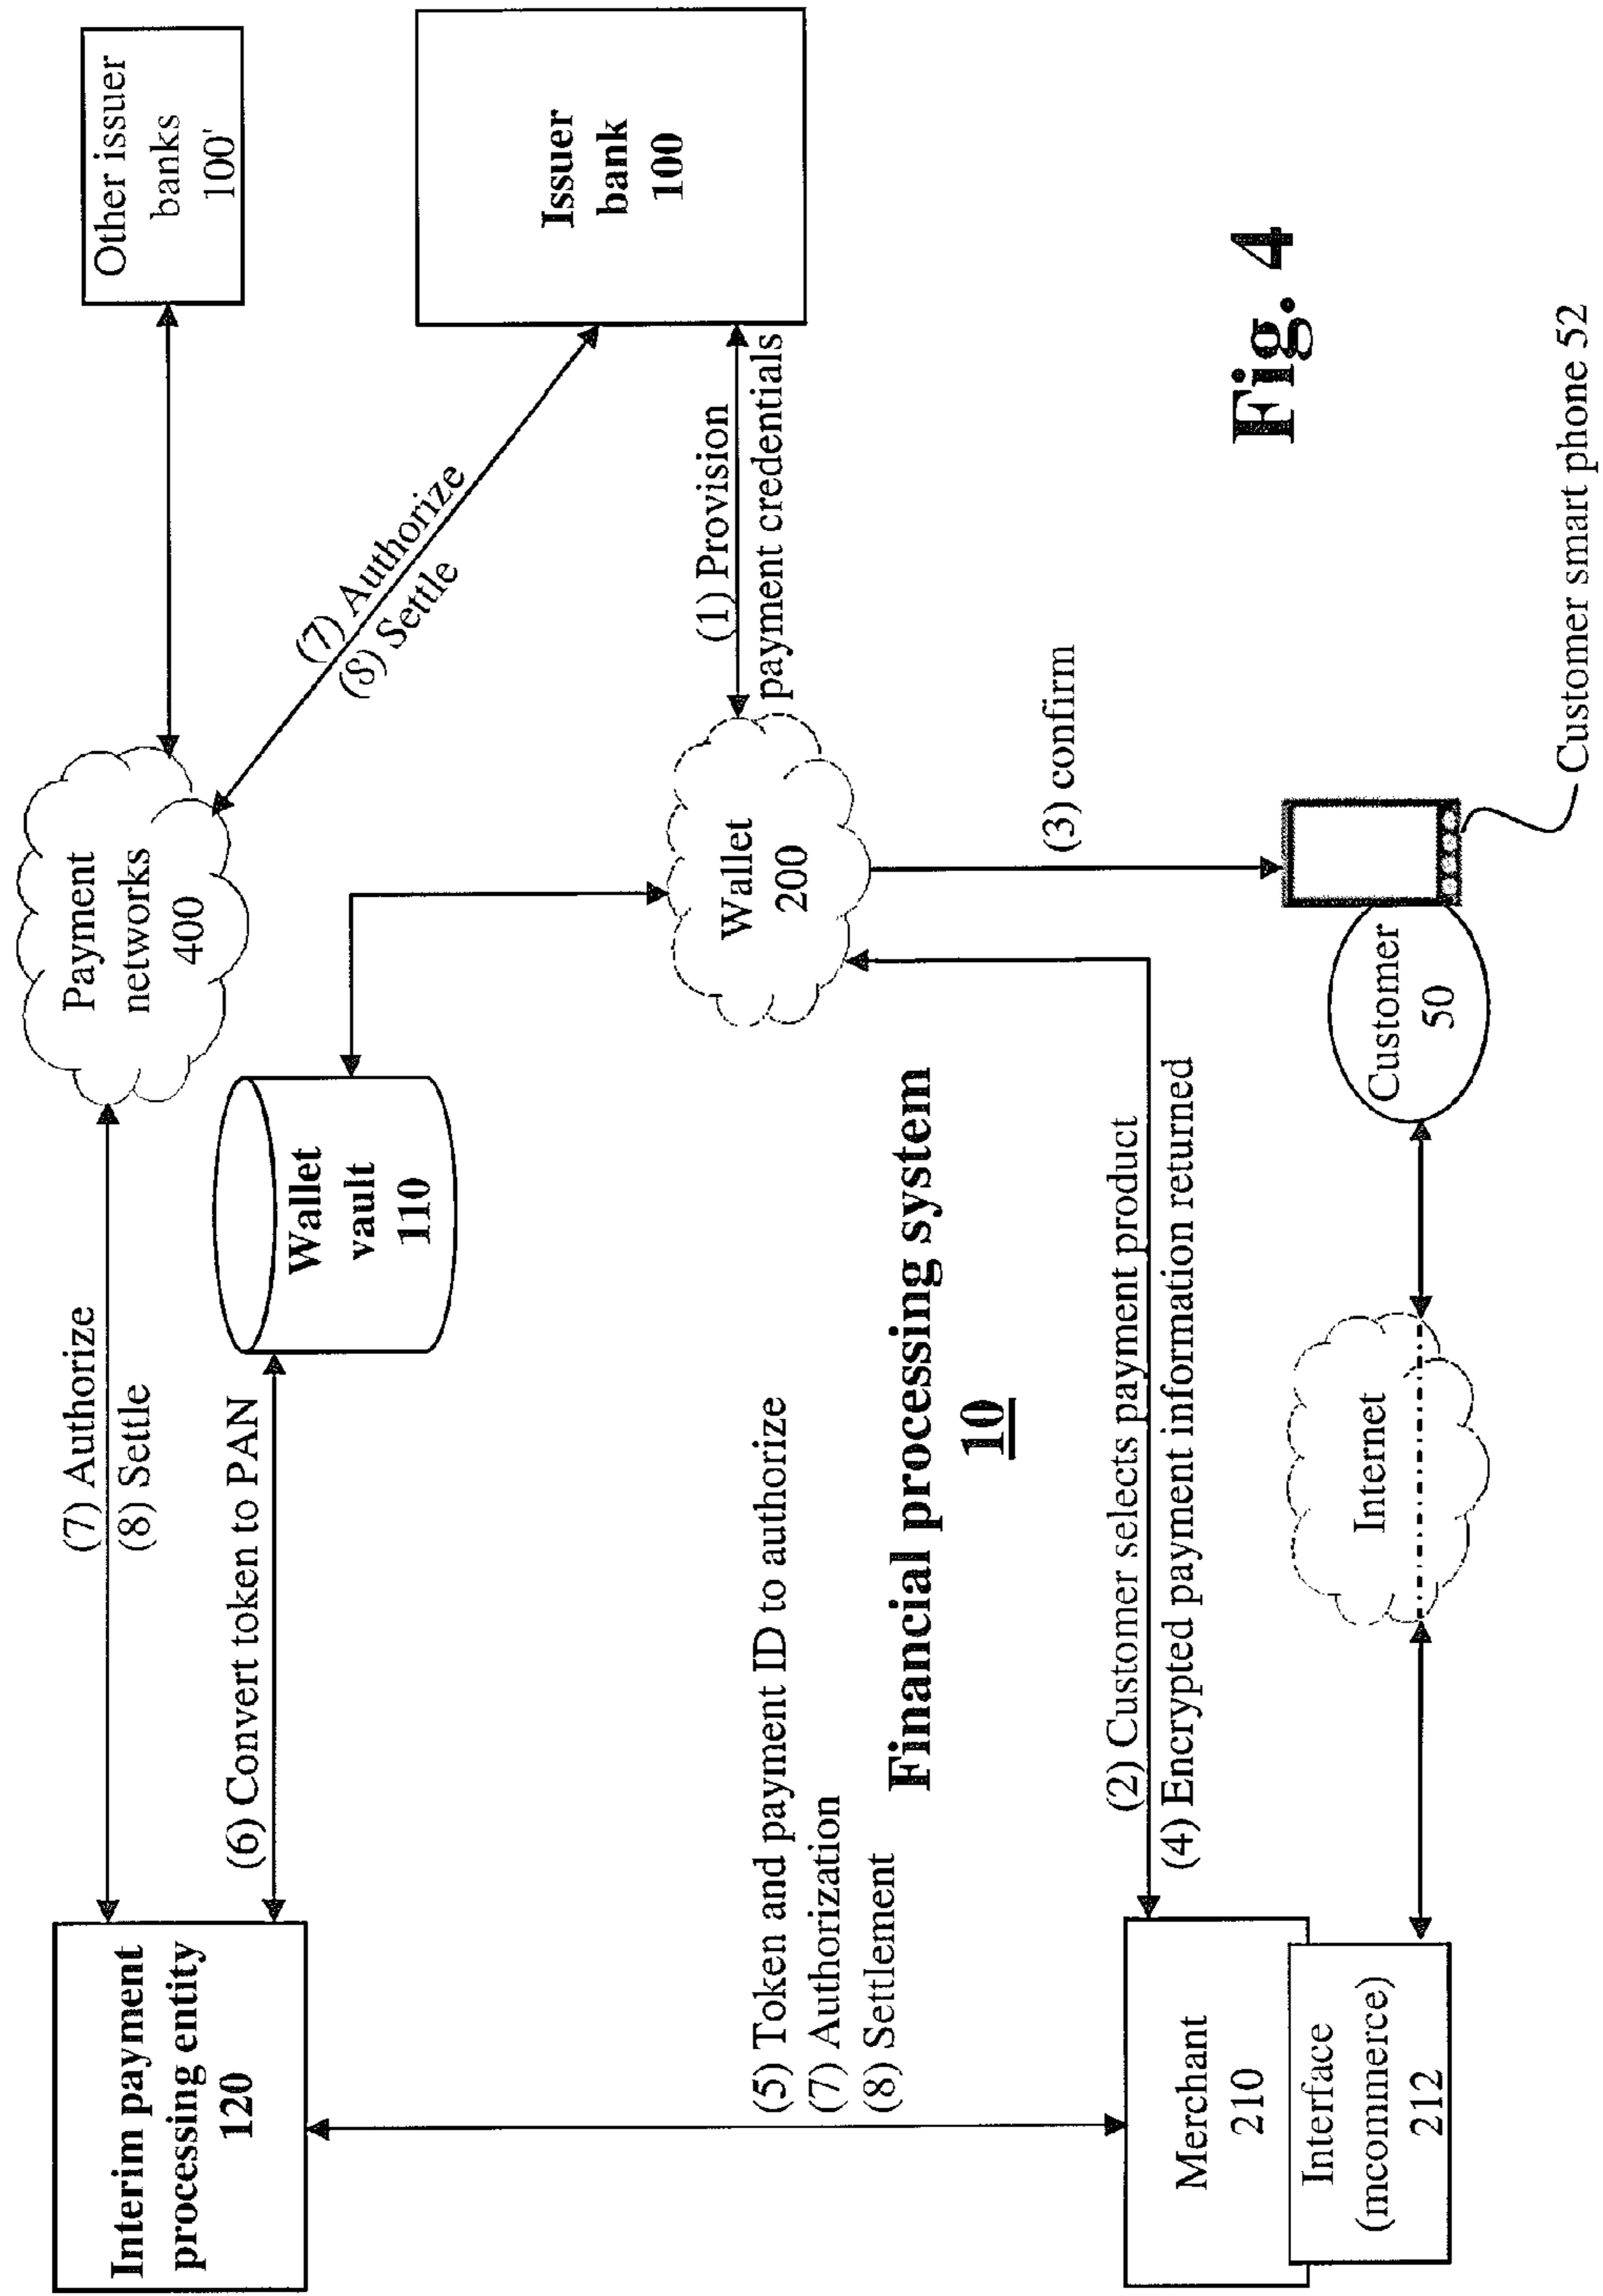 Interim payment
processing entity
120
(7) Authorize
(8) Settle
Payment
networks
400
Other issuer
banks
100'
(6) Convert token to PAN
Wallet
vault
110
(7) Authorize
(8) Settle
Issuer
bank
100
(5) Token and payment ID to authorize
(7) Authorization
(8) Settlement
Wallet
200
(1) Provision
payment credentials
Financial processing system
10
(3) confirm
(2) Customer selects payment product
(4) Encrypted payment information returned
Merchant
210
Interface
(mcommerce)
212
Internet
Customer
50
Fig. 4
Customer smart phone 52